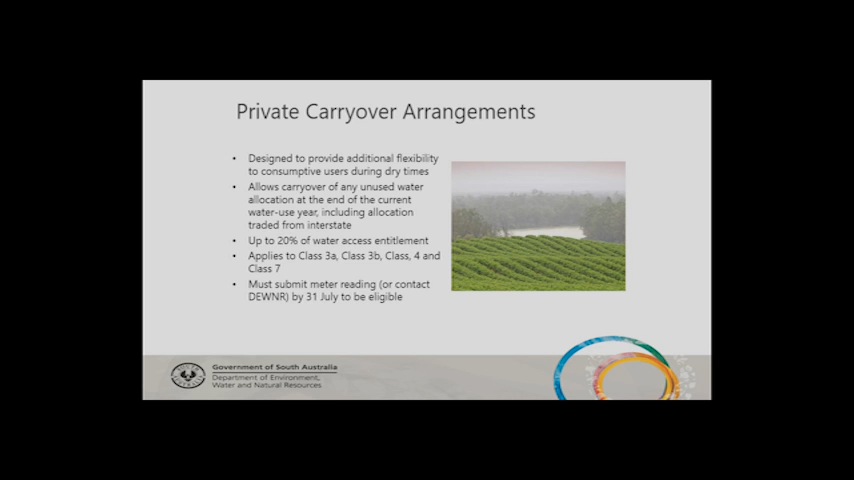 Private Carryover Arrangements
• Designed to provide additional flexibility
to consumptive users during dry times
• Allows carryover of any unused water
allocation at the end of the current
water-use year, including allocation
traded from interstate
• Up to 20% of water access entitlement
• Applies to Class 3a, Class 3b, Class, 4 and
Class 7
• Must submit meter reading (or contact
DEWNR) by 31 July to be eligible
Government of South Australia
Department of Environment,
Water and Natural Resources